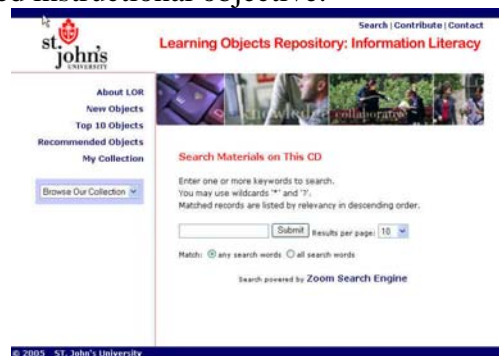 ed instructional objective.
Search | Contribute | Contact
st.
john's
UNIVERSITY
Learning Objects Repository: Information Literacy
About LOR
New Objects
Top 10 Objects
Recommended Objects
My Collection
Browse Our Collection
knowledge collaborative
Search Materials on This CD
Enter one or more keywords to search.
You may use wildcards '*' and '?'.
Matched records are listed by relevancy in descending order.
Submit Results per page: 10
Match: any search words all search words
Search powered by Zoom Search Engine
© 2005 ST. John's University